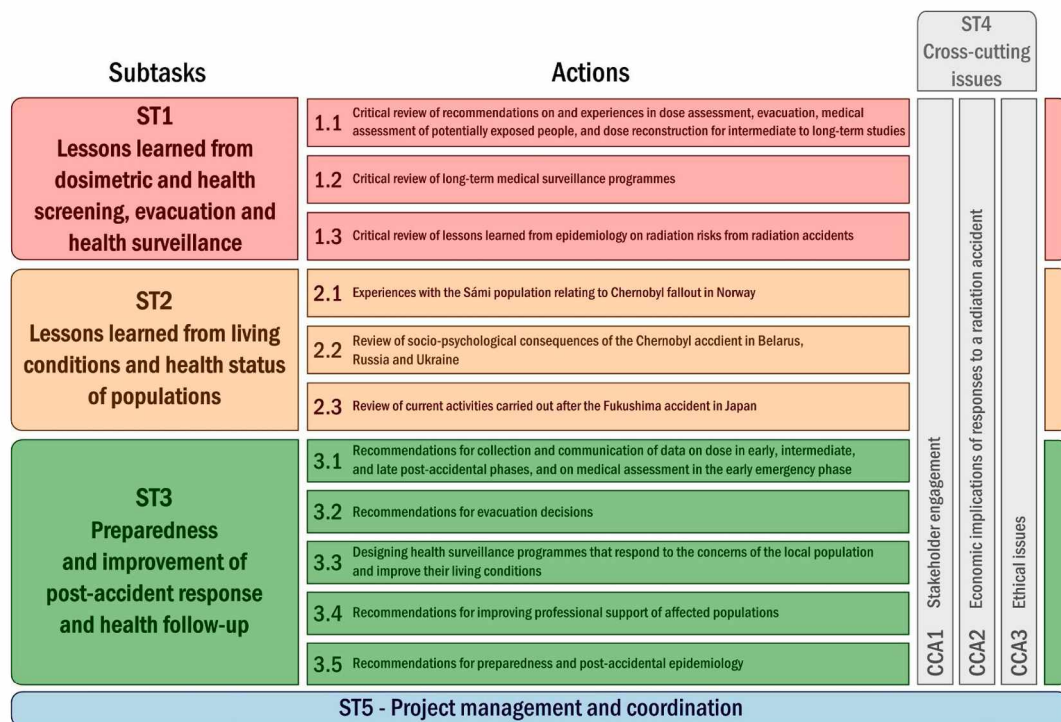 Subtasks
Actions
ST4
Cross-cutting
issues
ST1
Lessons learned from
dosimetric and health
screening, evacuation and
health surveillance
1.1 Critical review of recommendations on and experiences in dose assessment, evacuation, medical
assessment of potentially exposed people, and dose reconstruction for intermediate to long-term studies
1.2 Critical review of long-term medical surveillance programmes
1.3 Critical review of lessons learned from epidemiology on radiation risks from radiation accidents
ST2
Lessons learned from living
conditions and health status
of populations
2.1 Experiences with the Sámi population relating to Chernobyl fallout in Norway
2.2 Review of socio-psychological consequences of the Chernobyl accdient in Belarus,
Russia and Ukraine
2.3 Review of current activities carried out after the Fukushima accident in Japan
ST3
Preparedness
and improvement of
post-accident response
and health follow-up
3.1 Recommendations for collection and communication of data on dose in early, intermediate,
and late post-accidental phases, and on medical assessment in the early emergency phase
3.2 Recommendations for evacuation decisions
3.3 Designing health surveillance programmes that respond to the concerns of the local population
and improve their living conditions
3.4 Recommendations for improving professional support of affected populations
3.5 Recommendations for preparedness and post-accidental epidemiology
CCA1 Stakeholder engagement
CCA2 Economic implications of responses to a radiation accident
CCA3 Ethical issues
ST5 - Project management and coordination